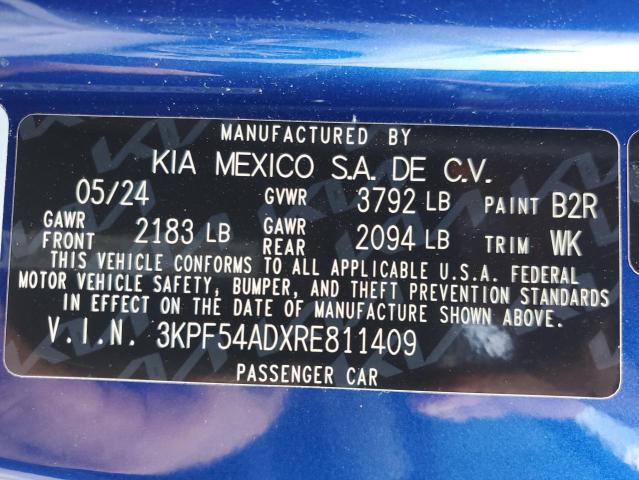 MANUFACTURED BY
KIA MEXICO S.A. DE C.V.
05/24 GVWR 3792 LB PAINT B2R
GAWR FRONT 2183 LB GAWR REAR 2094 LB TRIM WK
THIS VEHICLE CONFORMS TO ALL APPLICABLE U.S.A. FEDERAL
MOTOR VEHICLE SAFETY, BUMPER, AND THEFT PREVENTION STANDARDS
IN EFFECT ON THE DATE OF MANUFACTURE SHOWN ABOVE.
V.I.N. 3KPF54ADXRE811409
PASSENGER CAR